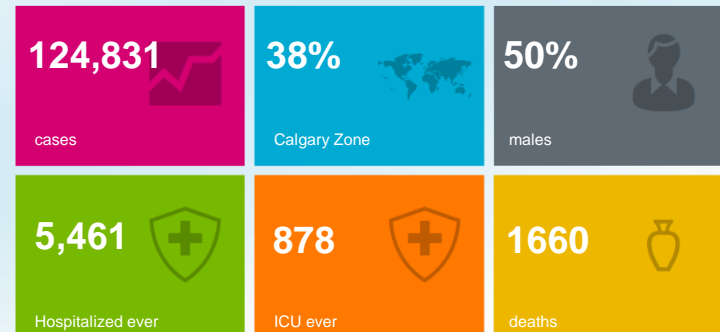 124,831
cases
38%
Calgary Zone
50%
males
5,461
Hospitalized ever
878
ICU ever
1660
deaths